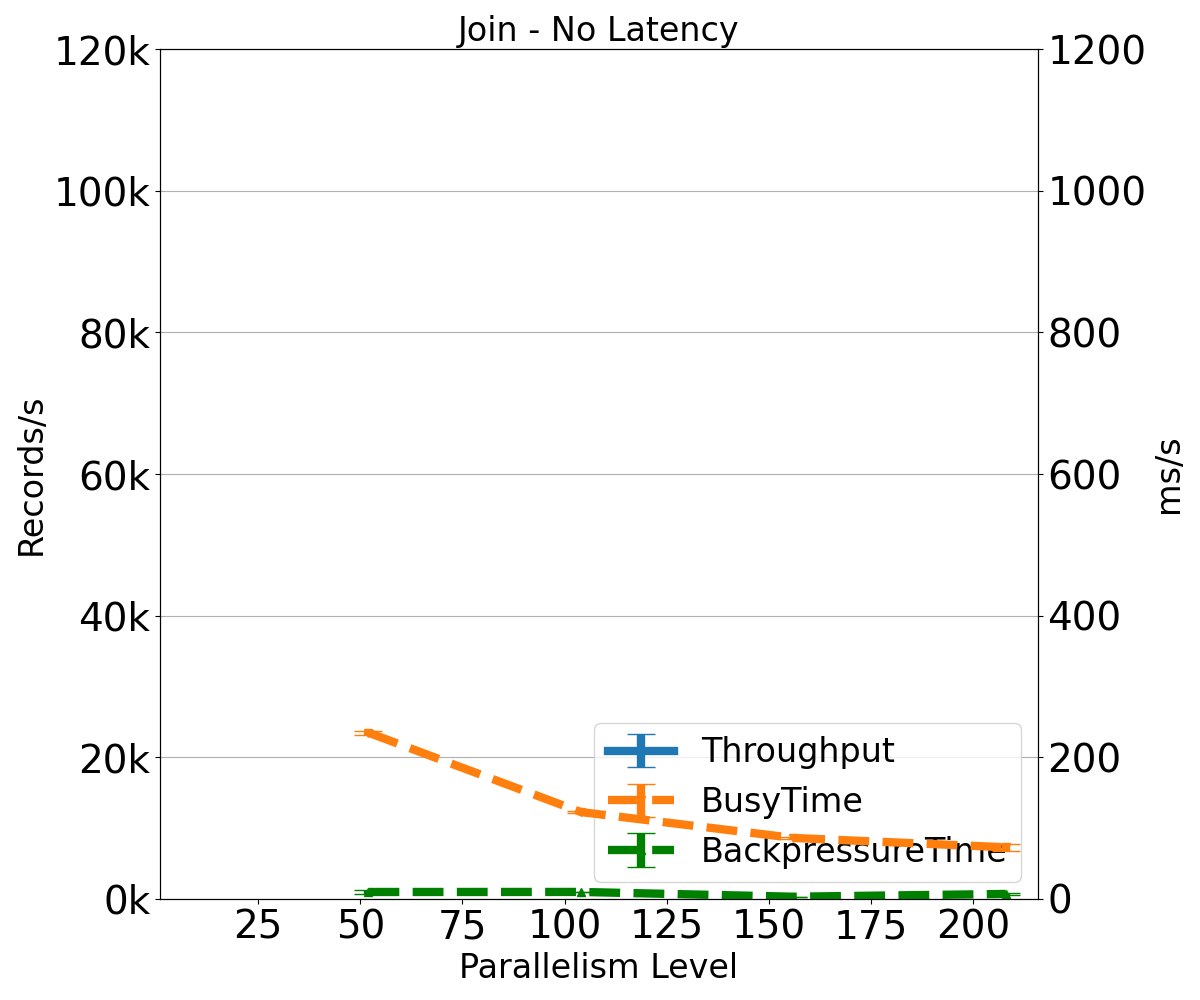 Join - No Latency
120k
100k
80k
60k
40k
20k
0k
Records/s
1200
1000
800
600
400
200
0
ms/s
Throughput
BusyTime
BackpressureTime
25 50 75 100 125 150 175 200
Parallelism Level